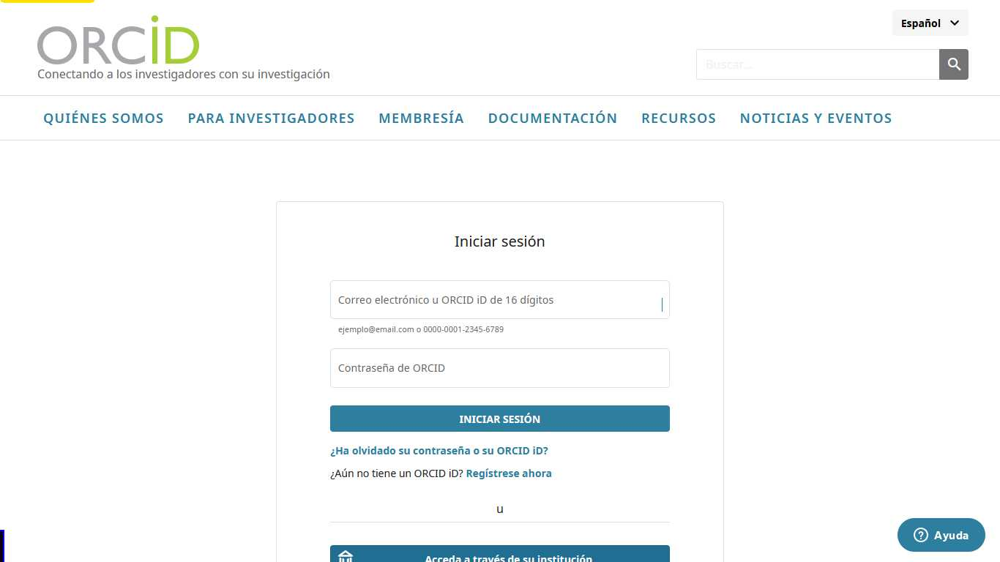 ORCID
Conectando a los investigadores con su investigación
Español
Buscar...
QUIÉNES SOMOS
PARA INVESTIGADORES
MEMBRESÍA
DOCUMENTACIÓN
RECURSOS
NOTICIAS Y EVENTOS
Iniciar sesión
Correo electrónico u ORCID iD de 16 dígitos
ejemplo@email.com o 0000-0001-2345-6789
Contraseña de ORCID
INICIAR SESIÓN
¿Ha olvidado su contraseña o su ORCID iD?
¿Aún no tiene un ORCID iD? Regístrese ahora
u
Acceda a través de su institución
Ayuda